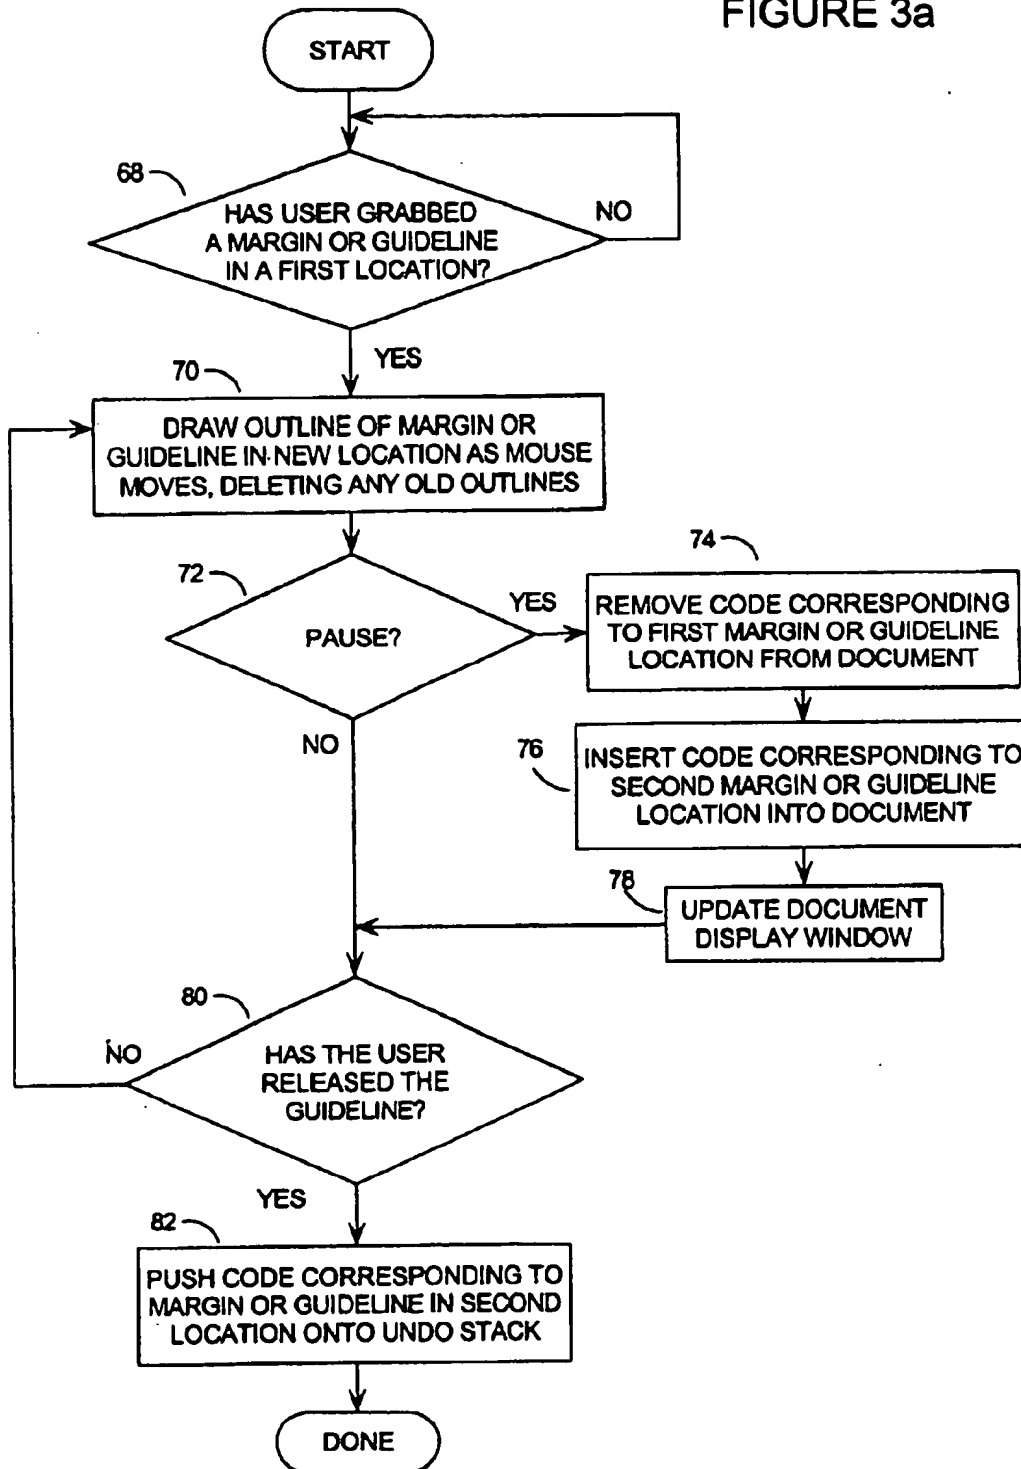 FIGURE 3a
START
68
HAS USER GRABBED
A MARGIN OR GUIDELINE
IN A FIRST LOCATION?
NO
YES
70
DRAW OUTLINE OF MARGIN OR
GUIDELINE IN NEW LOCATION AS MOUSE
MOVES, DELETING ANY OLD OUTLINES
72
PAUSE?
YES
74
REMOVE CODE CORRESPONDING
TO FIRST MARGIN OR GUIDELINE
LOCATION FROM DOCUMENT
NO
76
INSERT CODE CORRESPONDING TO
SECOND MARGIN OR GUIDELINE
LOCATION INTO DOCUMENT
78
UPDATE DOCUMENT
DISPLAY WINDOW
80
NO
HAS THE USER
RELEASED THE
GUIDELINE?
YES
82
PUSH CODE CORRESPONDING TO
MARGIN OR GUIDELINE IN SECOND
LOCATION ONTO UNDO STACK
DONE